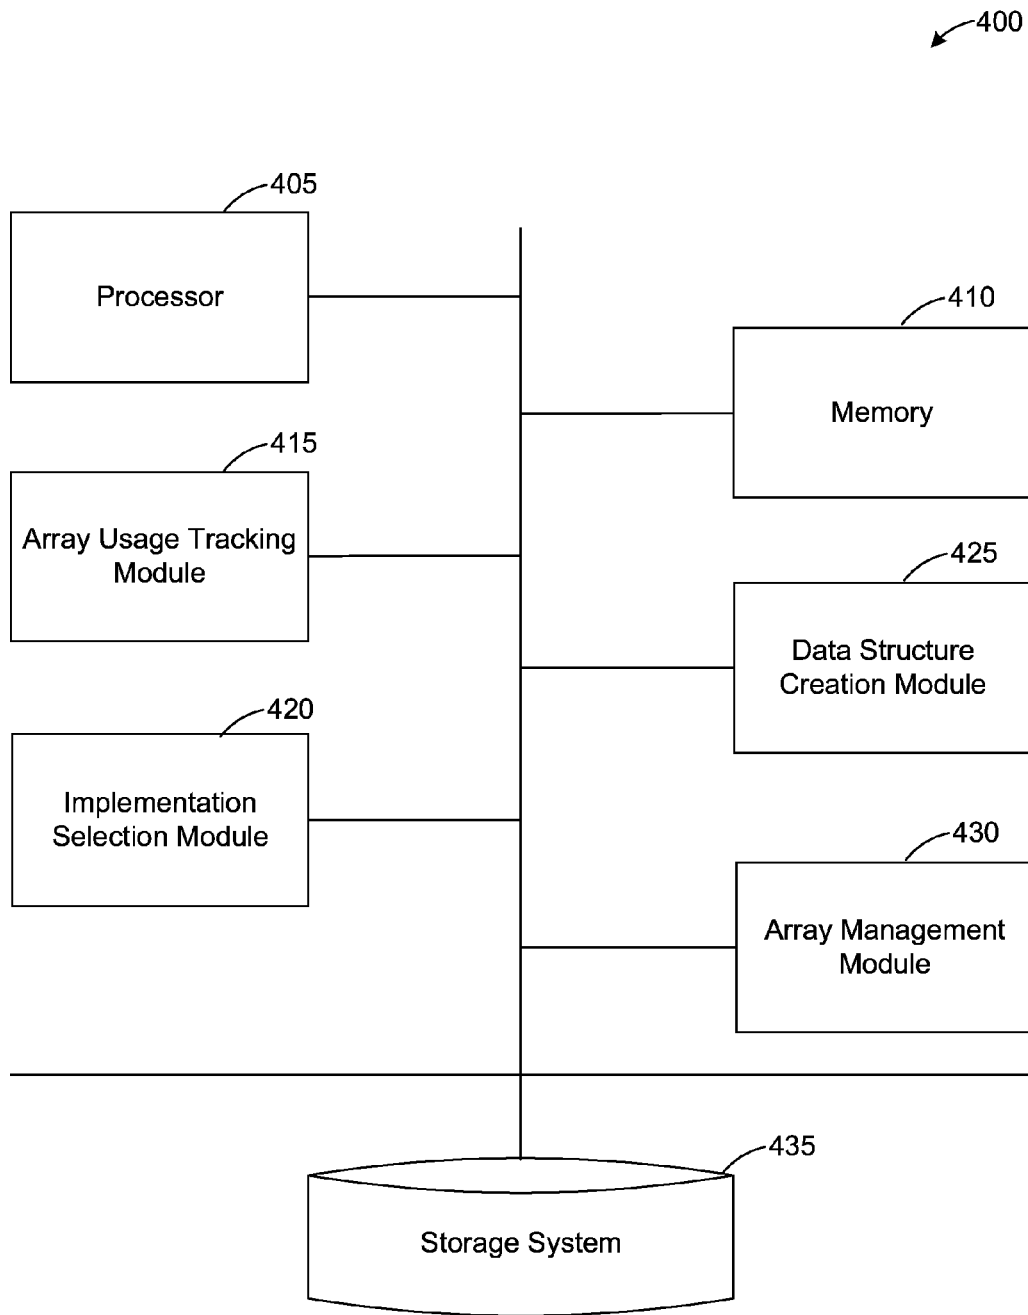 400
405
Processor
410
Memory
415
Array Usage Tracking
Module
425
Data Structure
Creation Module
420
Implementation
Selection Module
430
Array Management
Module
435
Storage System